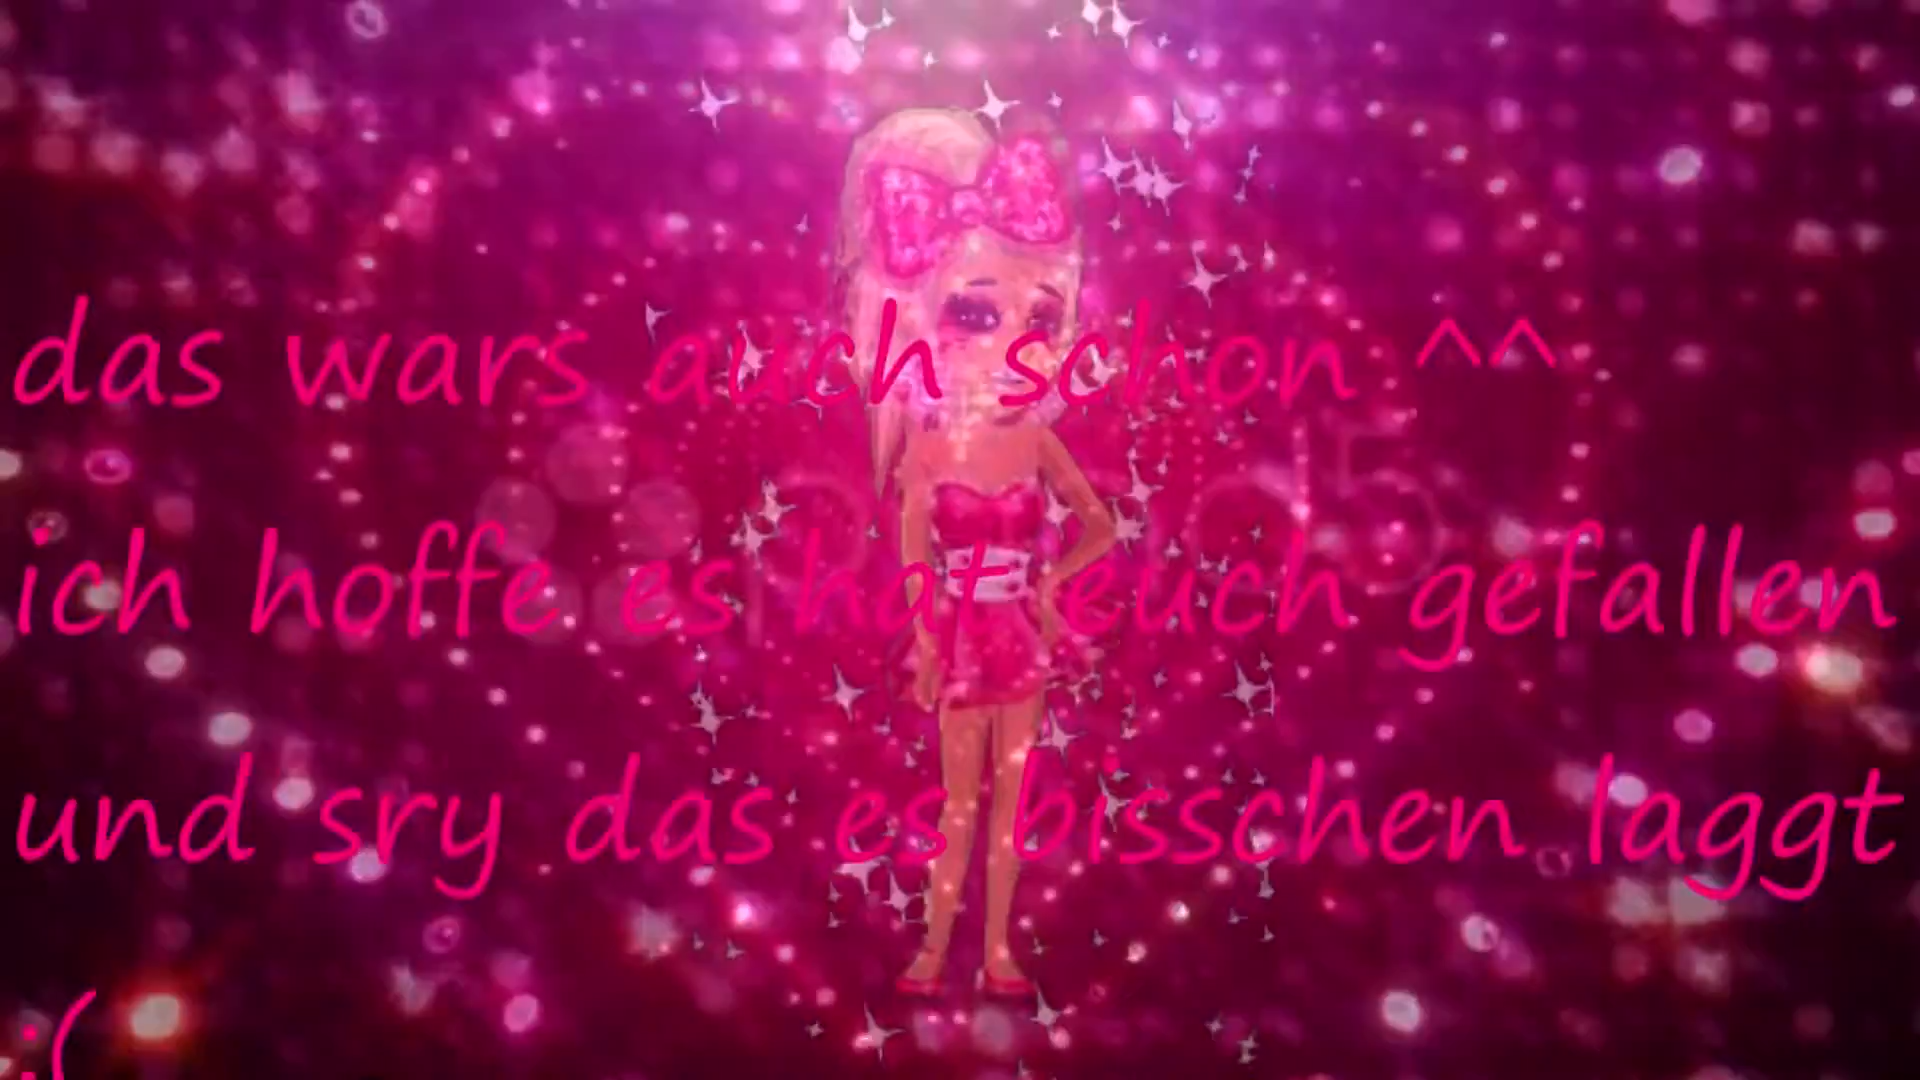 das wars auch schon ^^
ich hoffe es hat euch gefallen
und sry das es bisschen laggt
:(